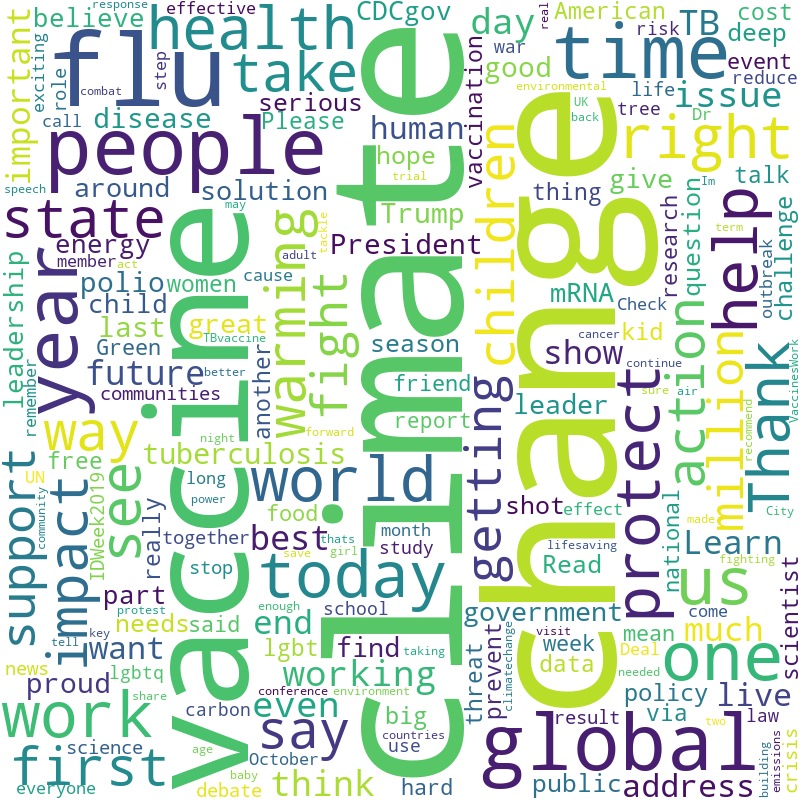 response
effective
CDCgov
day
American
cost
believe
health
flu
time
TB
deep
important
exciting
role
step
war
real
risk
event
take
good
reduce
combat
serious
environmental
life
issue
call
disease
Please
human
vaccination
UK
back
tree
Dr
people
hope
children
right
speech
around
solution
trial
thing
give
Im
talk
state
may
Trump
energy
warming
tackle
President
research
question
term
challenge
member
act
adult
help
outbreak
year
polio
women
cause
fight
mRNA
Check
leadership
child
last
great
season
kid
cancer
Green
TBvaccine
show
continue
action
million
future
better
another
friend
protect
sure
air
Thank
VaccinesWork
remember
communities
leader
recommend
way
night
forward
report
getting
vaccine
climate
change
free
tuberculosis
see
UN
long
world
shot
effect
national
made
City
support
impact
IDWeek2019
really
power
food
best
month
Learn
community
together
thats
study
lifesaving
fighting
stop
girl
save
today
Read
us
part
protest
enough
school
government
come
scientist
needs
said
end
taking
prevent
visit
week
mean
much
tell
key
want
lgbt
find
threat
climatechange
data
Deal
one
news
lgbtq
working
policy
needed
live
proud
conference
environment
work
share
carbon
even
big
via
law
say
use
countries
result
two
science
October
global
building
emissions
crisis
first
age
baby
everyone
debate
think
hard
public
address